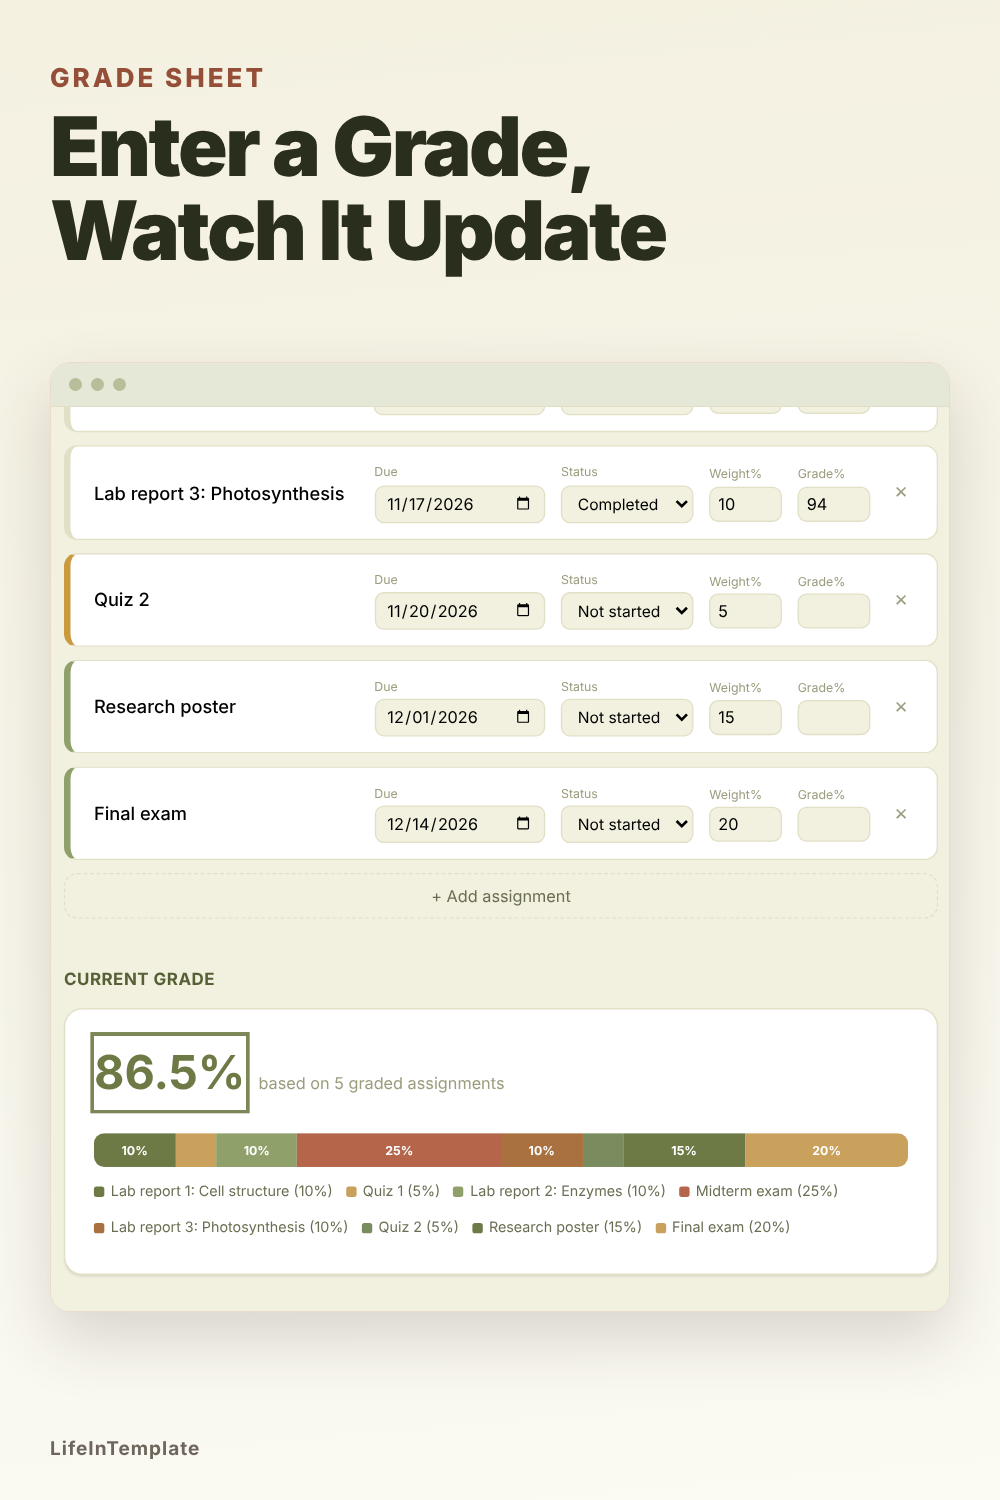 GRADE SHEET
Enter a Grade,
Watch It Update
Due Status Weight% Grade%
Lab report 3: Photosynthesis 11/17/2026 Completed 10 94 ×
Due Status Weight% Grade%
Quiz 2 11/20/2026 Not started 5 ×
Due Status Weight% Grade%
Research poster 12/01/2026 Not started 15 ×
Due Status Weight% Grade%
Final exam 12/14/2026 Not started 20 ×
+ Add assignment
CURRENT GRADE
86.5% based on 5 graded assignments
10% 10% 25% 10% 15% 20%
Lab report 1: Cell structure (10%) Quiz 1 (5%) Lab report 2: Enzymes (10%) Midterm exam (25%)
Lab report 3: Photosynthesis (10%) Quiz 2 (5%) Research poster (15%) Final exam (20%)
LifeInTemplate